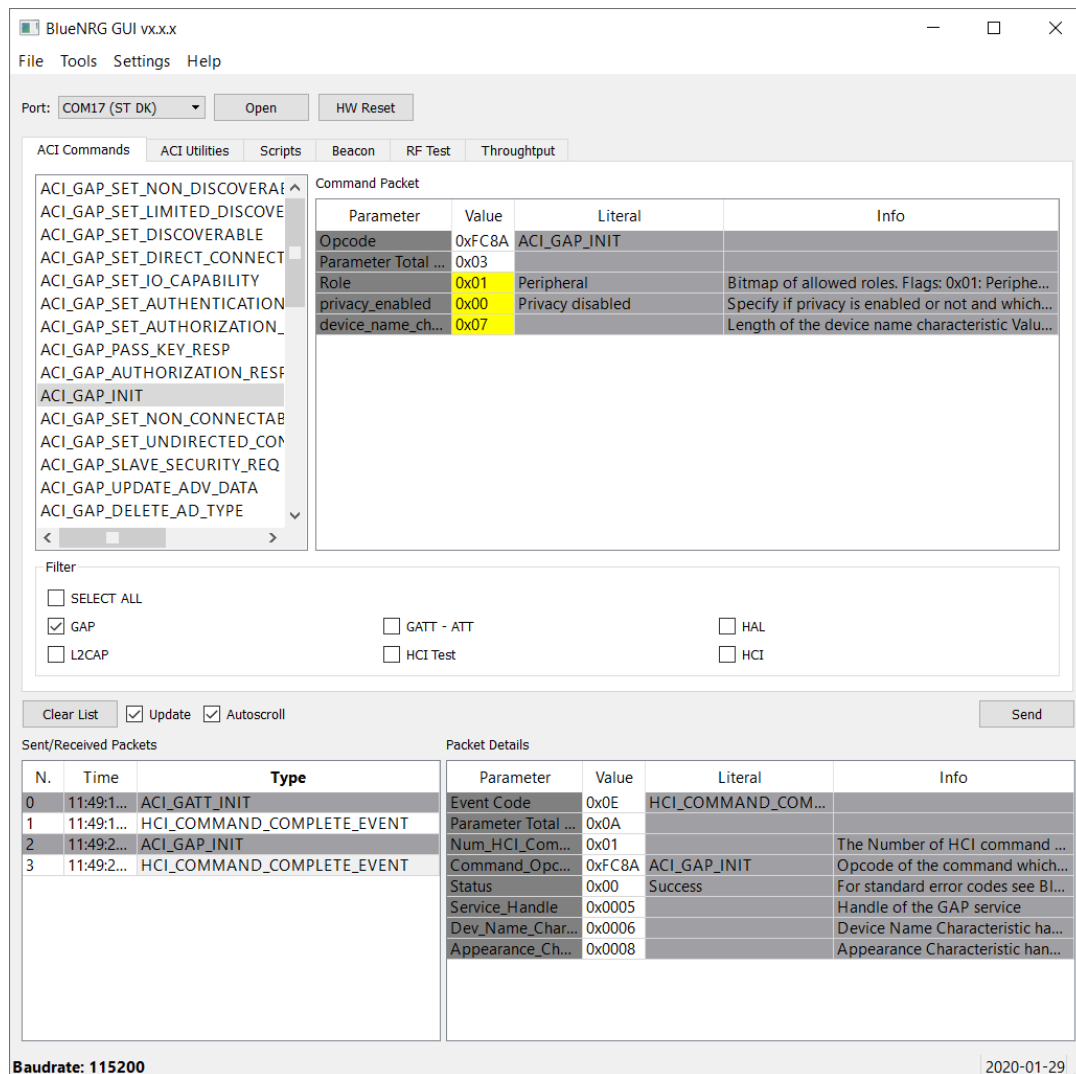 BlueNRG GUI vx.x.x
File Tools Settings Help
Port: COM17 (ST DK) Open HW Reset
ACI Commands ACI Utilities Scripts Beacon RF Test Throughtput
ACI_GAP_SET_NON_DISCOVERAE
ACI_GAP_SET_LIMITED_DISCOVE
ACI_GAP_SET_DISCOVERABLE
ACI_GAP_SET_DIRECT_CONNECT
ACI_GAP_SET_IO_CAPABILITY
ACI_GAP_SET_AUTHENTICATION
ACI_GAP_SET_AUTHORIZATION_
ACI_GAP_PASS_KEY_RESP
ACI_GAP_AUTHORIZATION_RESP
ACI_GAP_INIT
ACI_GAP_SET_NON_CONNECTAB
ACI_GAP_SET_UNDIRECTED_CON
ACI_GAP_SLAVE_SECURITY_REQ
ACI_GAP_UPDATE_ADV_DATA
ACI_GAP_DELETE_AD_TYPE
Command Packet
Parameter Value Literal Info
Opcode 0xFC8A ACI_GAP_INIT
Parameter Total ... 0x03
Role 0x01 Peripheral Bitmap of allowed roles. Flags: 0x01: Periphe...
privacy_enabled 0x00 Privacy disabled Specify if privacy is enabled or not and which...
device_name_ch... 0x07 Length of the device name characteristic Valu...
Filter
SELECT ALL
GAP GATT - ATT HAL
L2CAP HCI Test HCI
Clear List Update Autoscroll Send
Sent/Received Packets
N. Time Type
0 11:49:1... ACI_GATT_INIT
1 11:49:1... HCI_COMMAND_COMPLETE_EVENT
2 11:49:2... ACI_GAP_INIT
3 11:49:2... HCI_COMMAND_COMPLETE_EVENT
Packet Details
Parameter Value Literal Info
Event Code 0x0E HCI_COMMAND_COM...
Parameter Total ... 0x0A
Num_HCI_Com... 0x01 The Number of HCI command ...
Command_Opc... 0xFC8A ACI_GAP_INIT Opcode of the command which...
Status 0x00 Success For standard error codes see Bl...
Service_Handle 0x0005 Handle of the GAP service
Dev_Name_Char... 0x0006 Device Name Characteristic ha...
Appearance_Ch... 0x0008 Appearance Characteristic han...
Baudrate: 115200 2020-01-29